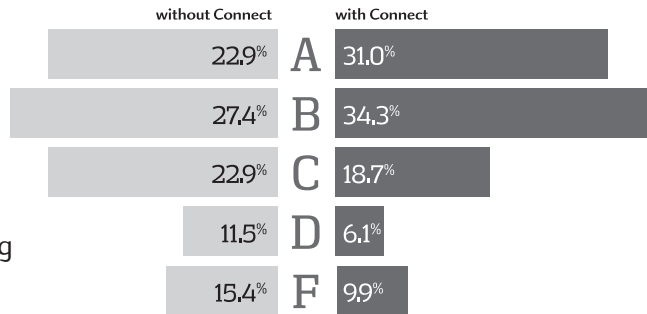 without Connect with Connect
22.9% A 31.0%
27.4% B 34.3%
22.9% C 18.7%
11.5% D 6.1%
g
15.4% F 9.9%